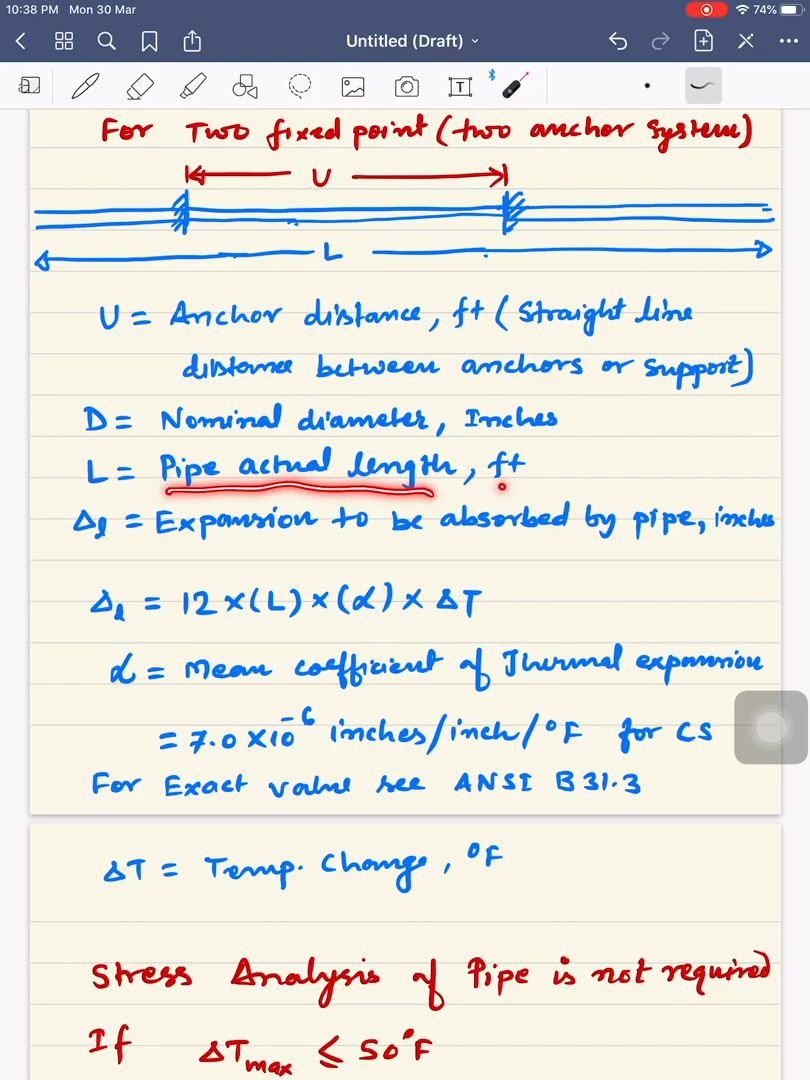 10:38 PM Mon 30 Mar
74%
Untitled (Draft)
T
For Two fixed point (two anchor system)
U
L
U = Anchor distance, ft (Straight line
distance between anchors or support)
D = Nominal diameter, Inches
L = Pipe actual length, ft
Δl = Expansion to be absorbed by pipe, inches
Δl = 12 × (L) × (α) × ΔT
α = Mean coefficient of Thermal expansion
= 7.0 × 10⁻⁶ inches/inch/°F for CS
For Exact value see ANSI B 31.3
ΔT = Temp. Change, °F
Stress Analysis of Pipe is not required
If ΔTmax ≤ 50°F